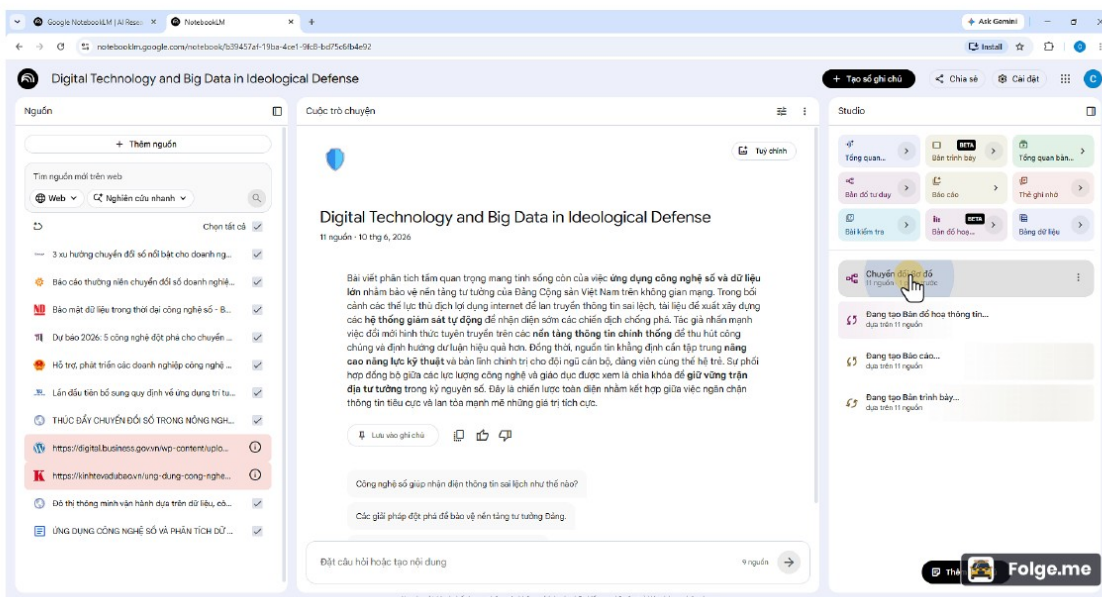 Google NotebookLM | AI Resea
NotebookLM
Ask Gemini
notebooklm.google.com/notebook/b39457af-19ba-4ce1-9fc8-bd75c6fb4e92
Install
Digital Technology and Big Data in Ideological Defense
Tạo sổ ghi chú
Chia sẻ
Cài đặt
C
Nguồn
+ Thêm nguồn
Tìm nguồn mới trên web
Web
Nghiên cứu nhanh
Chọn tất cả
3 xu hướng chuyển đổi số nổi bật cho doanh ng...
Báo cáo thường niên chuyển đổi số doanh nghiệ...
Bảo mật dữ liệu trong thời đại công nghệ số - B...
Dự báo 2026: 5 công nghệ đột phá cho chuyển ...
Hỗ trợ, phát triển các doanh nghiệp công nghệ ...
Lần đầu tiên bổ sung quy định về ứng dụng trí tu...
THÚC ĐẨY CHUYỂN ĐỔI SỐ TRONG NÔNG NGH...
https://digital.business.gov.vn/wp-content/uplo...
https://kinhtevadubao.vn/ung-dung-cong-nghe...
Đô thị thông minh vận hành dựa trên dữ liệu, cô...
ỨNG DỤNG CÔNG NGHỆ SỐ VÀ PHÂN TÍCH DỮ ...
Cuộc trò chuyện
Tuỳ chỉnh
Digital Technology and Big Data in Ideological Defense
11 nguồn · 10 thg 6, 2026
Bài viết phân tích tầm quan trọng mang tính sống còn của việc ứng dụng công nghệ số và dữ liệu
lớn nhằm bảo vệ nền tảng tư tưởng của Đảng Cộng sản Việt Nam trên không gian mạng. Trong bối
cảnh các thế lực thù địch lợi dụng internet để lan truyền thông tin sai lệch, tài liệu đề xuất xây dựng
các hệ thống giám sát tự động để nhận diện sớm các chiến dịch chống phá. Tác giả nhấn mạnh
việc đổi mới hình thức tuyên truyền trên các nền tảng thông tin chính thống để thu hút công
chúng và định hướng dư luận hiệu quả hơn. Đồng thời, nguồn tin khẳng định cần tập trung nâng
cao năng lực kỹ thuật và bản lĩnh chính trị cho đội ngũ cán bộ, đảng viên cùng thế hệ trẻ. Sự phối
hợp đồng bộ giữa các lực lượng công nghệ và giáo dục được xem là chìa khóa để giữ vững trận
địa tư tưởng trong kỷ nguyên số. Đây là chiến lược toàn diện nhằm kết hợp giữa việc ngăn chặn
thông tin tiêu cực và lan tỏa mạnh mẽ những giá trị tích cực.
Lưu vào ghi chú
Công nghệ số giúp nhận diện thông tin sai lệch như thế nào?
Các giải pháp đột phá để bảo vệ nền tảng tư tưởng Đảng.
Đặt câu hỏi hoặc tạo nội dung
9 nguồn
Studio
Tổng quan...
BETA
Bản trình bày
Tổng quan bằn...
Bản đồ tư duy
Báo cáo
Thẻ ghi nhớ
Bài kiểm tra
BETA
Bản đồ hoạ...
Bảng dữ liệu
Chuyển đổi Sơ đồ
11 nguồn
trước
Đang tạo Bản đồ hoạ thông tin...
dựa trên 11 nguồn
Đang tạo Báo cáo...
dựa trên 11 nguồn
Đang tạo Bản trình bày...
dựa trên 11 nguồn
Folge.me